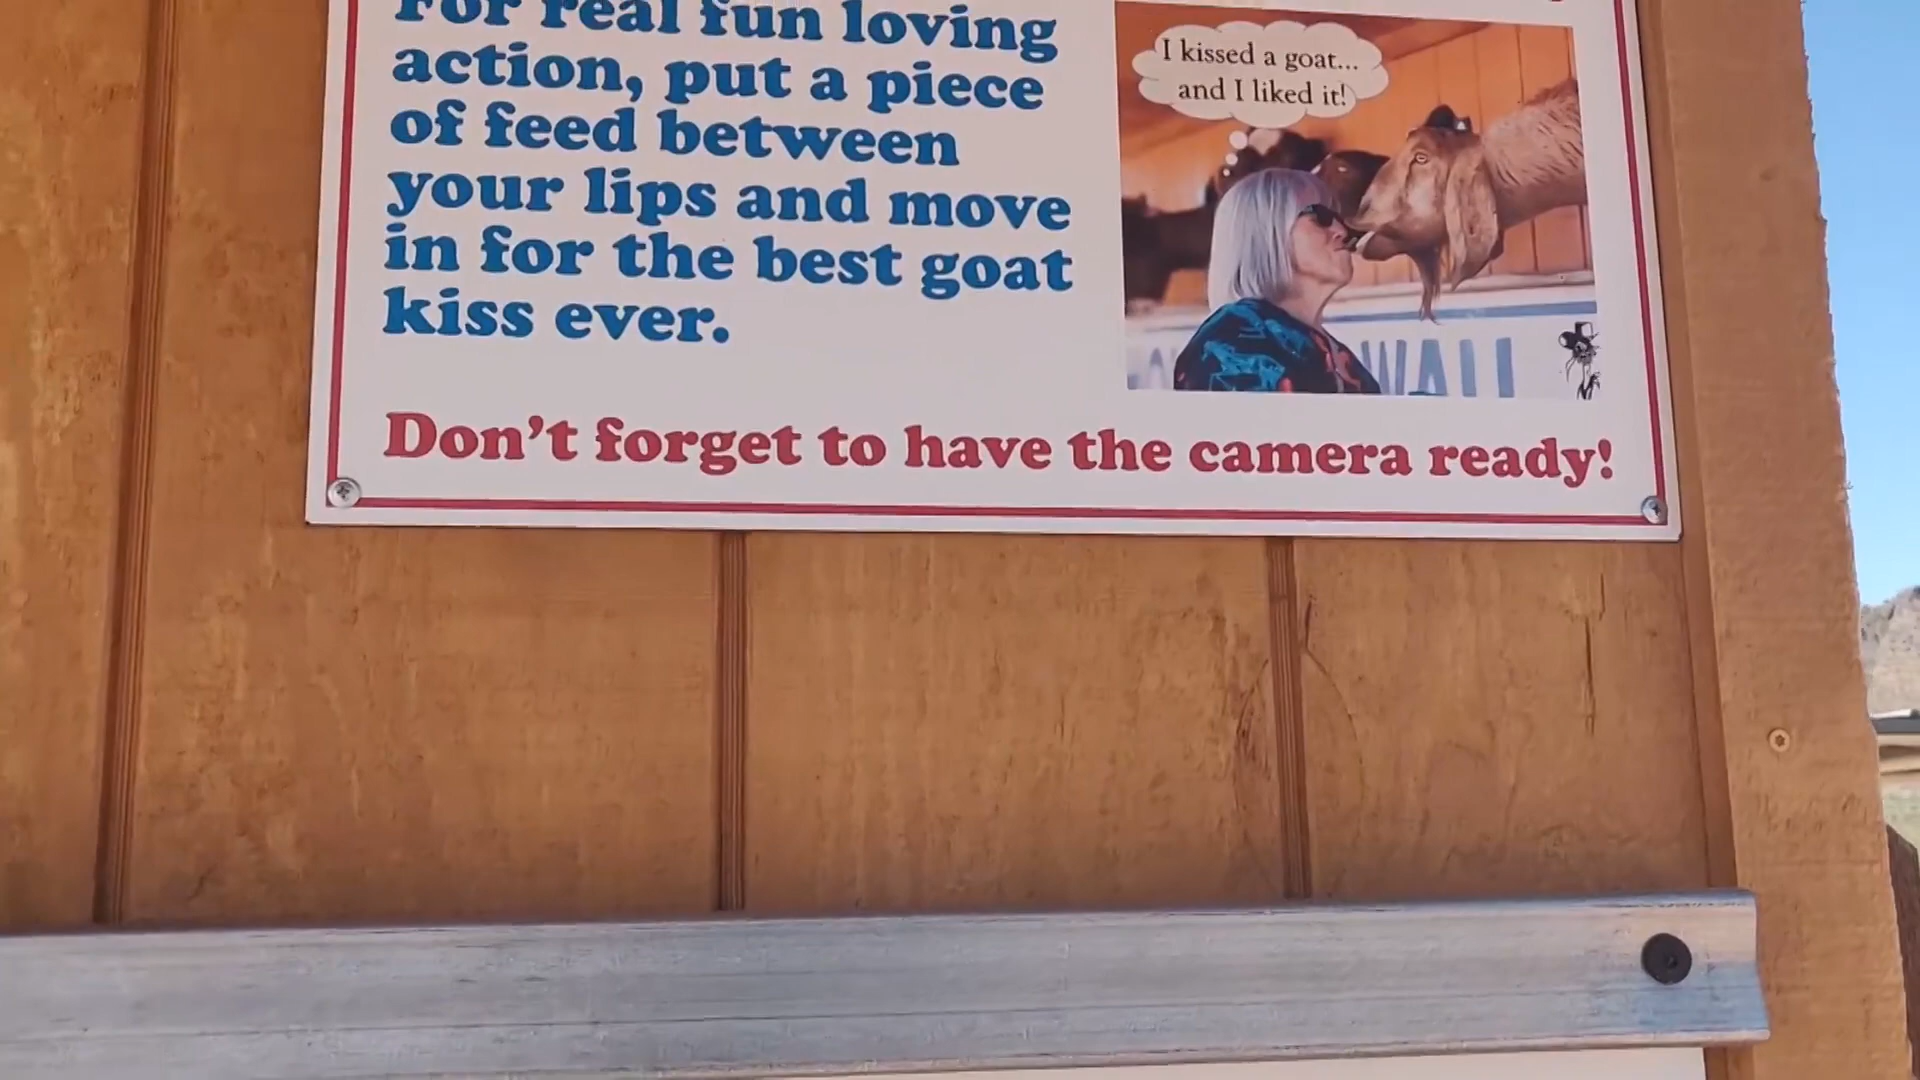 For real fun loving
action, put a piece
of feed between
your lips and move
in for the best goat
kiss ever.
I kissed a goat...
and I liked it!
WALL
Don't forget to have the camera ready!